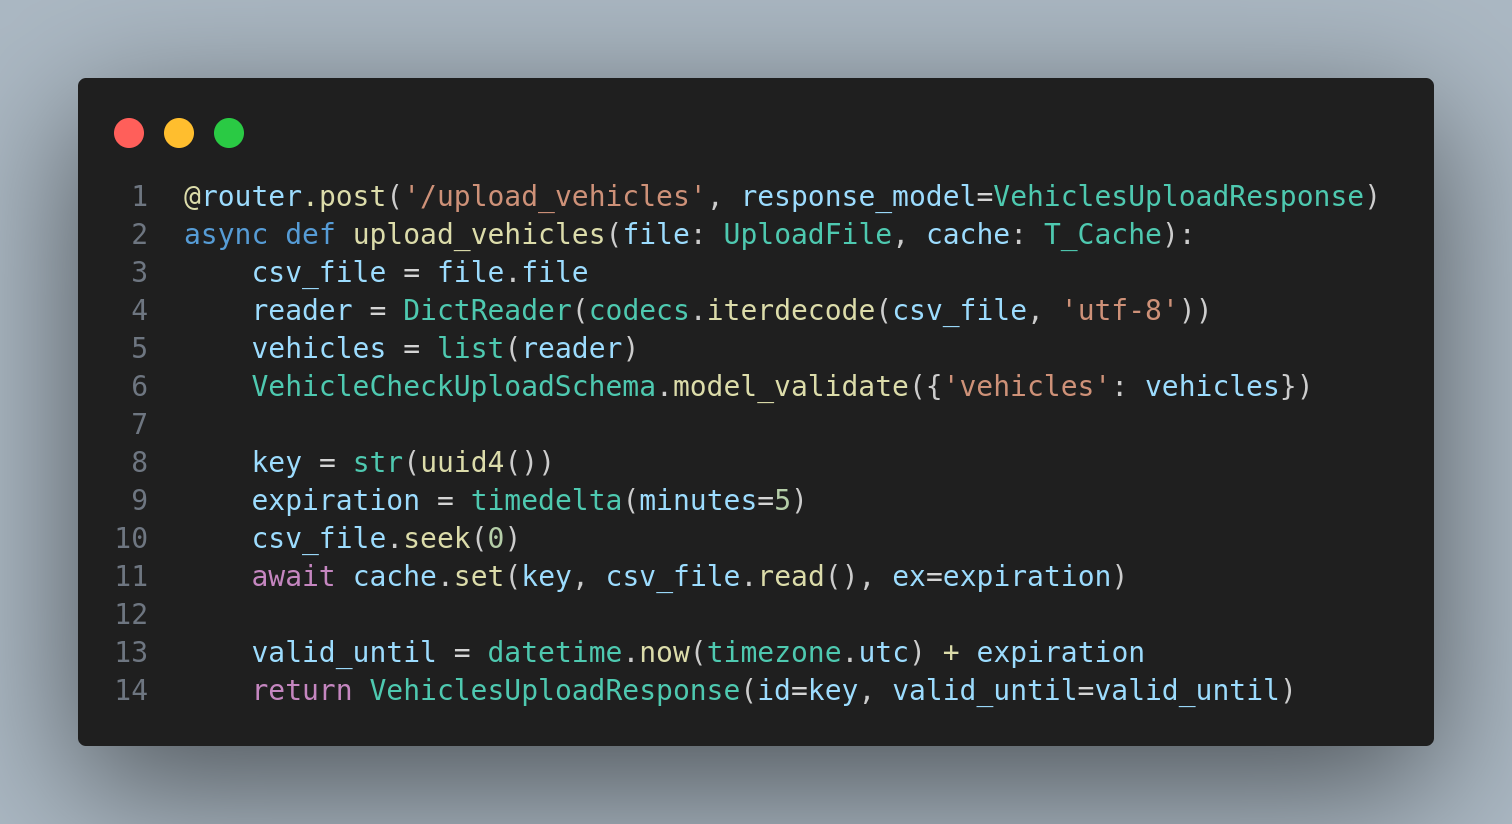 1 @router.post('/upload_vehicles', response_model=VehiclesUploadResponse)
2 async def upload_vehicles(file: UploadFile, cache: T_Cache):
3     csv_file = file.file
4     reader = DictReader(codecs.iterdecode(csv_file, 'utf-8'))
5     vehicles = list(reader)
6     VehicleCheckUploadSchema.model_validate({'vehicles': vehicles})
7
8     key = str(uuid4())
9     expiration = timedelta(minutes=5)
10     csv_file.seek(0)
11     await cache.set(key, csv_file.read(), ex=expiration)
12
13     valid_until = datetime.now(timezone.utc) + expiration
14     return VehiclesUploadResponse(id=key, valid_until=valid_until)